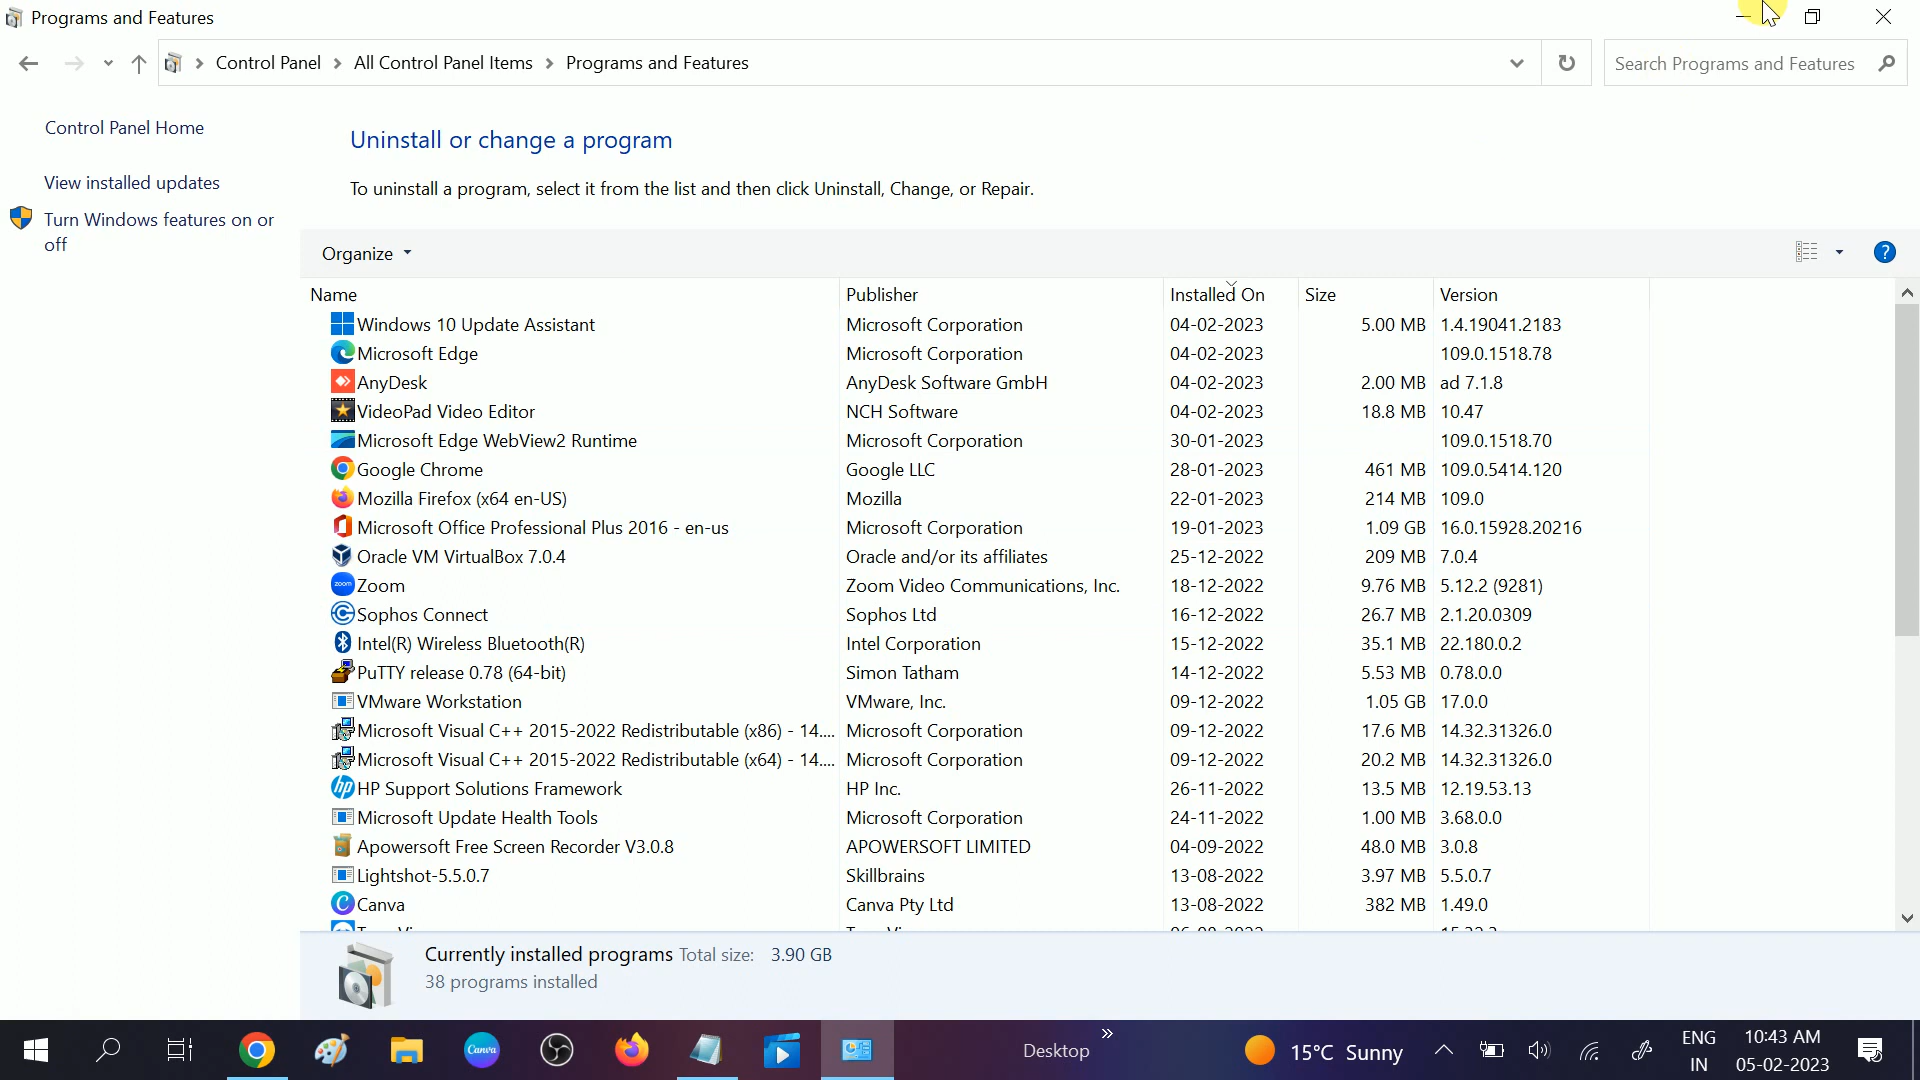 Programs and Features
Control Panel > All Control Panel Items > Programs and Features
Search Programs and Features
Control Panel Home
View installed updates
Turn Windows features on or
off
Uninstall or change a program
To uninstall a program, select it from the list and then click Uninstall, Change, or Repair.
Organize
?
Name Publisher Installed On Size Version
Windows 10 Update Assistant Microsoft Corporation 04-02-2023 5.00 MB 1.4.19041.2183
Microsoft Edge Microsoft Corporation 04-02-2023 109.0.1518.78
AnyDesk AnyDesk Software GmbH 04-02-2023 2.00 MB ad 7.1.8
VideoPad Video Editor NCH Software 04-02-2023 18.8 MB 10.47
Microsoft Edge WebView2 Runtime Microsoft Corporation 30-01-2023 109.0.1518.70
Google Chrome Google LLC 28-01-2023 461 MB 109.0.5414.120
Mozilla Firefox (x64 en-US) Mozilla 22-01-2023 214 MB 109.0
Microsoft Office Professional Plus 2016 - en-us Microsoft Corporation 19-01-2023 1.09 GB 16.0.15928.20216
Oracle VM VirtualBox 7.0.4 Oracle and/or its affiliates 25-12-2022 209 MB 7.0.4
zoom Zoom Zoom Video Communications, Inc. 18-12-2022 9.76 MB 5.12.2 (9281)
Sophos Connect Sophos Ltd 16-12-2022 26.7 MB 2.1.20.0309
Intel(R) Wireless Bluetooth(R) Intel Corporation 15-12-2022 35.1 MB 22.180.0.2
PuTTY release 0.78 (64-bit) Simon Tatham 14-12-2022 5.53 MB 0.78.0.0
VMware Workstation VMware, Inc. 09-12-2022 1.05 GB 17.0.0
Microsoft Visual C++ 2015-2022 Redistributable (x86) - 14.... Microsoft Corporation 09-12-2022 17.6 MB 14.32.31326.0
Microsoft Visual C++ 2015-2022 Redistributable (x64) - 14.... Microsoft Corporation 09-12-2022 20.2 MB 14.32.31326.0
hp HP Support Solutions Framework HP Inc. 26-11-2022 13.5 MB 12.19.53.13
Microsoft Update Health Tools Microsoft Corporation 24-11-2022 1.00 MB 3.68.0.0
Apowersoft Free Screen Recorder V3.0.8 APOWERSOFT LIMITED 04-09-2022 48.0 MB 3.0.8
Lightshot-5.5.0.7 Skillbrains 13-08-2022 3.97 MB 5.5.0.7
C Canva Canva Pty Ltd 13-08-2022 382 MB 1.49.0
Currently installed programs Total size: 3.90 GB
38 programs installed
Canva
Desktop »
15°C Sunny
ENG
IN
10:43 AM
05-02-2023